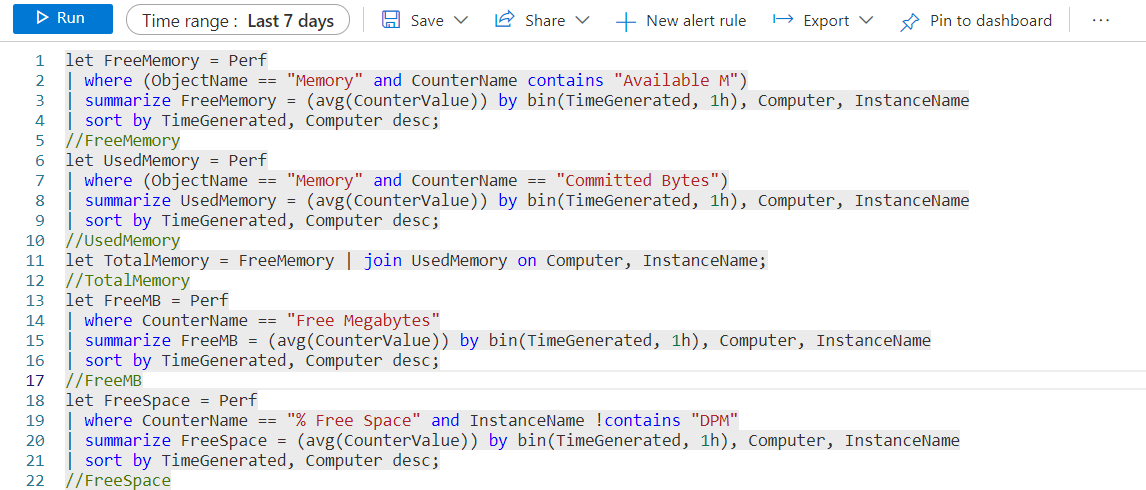 Run Time range : Last 7 days Save Share New alert rule Export Pin to dashboard ...
1 let FreeMemory = Perf
2 | where (ObjectName == "Memory" and CounterName contains "Available M")
3 | summarize FreeMemory = (avg(CounterValue)) by bin(TimeGenerated, 1h), Computer, InstanceName
4 | sort by TimeGenerated, Computer desc;
5 //FreeMemory
6 let UsedMemory = Perf
7 | where (ObjectName == "Memory" and CounterName == "Committed Bytes")
8 | summarize UsedMemory = (avg(CounterValue)) by bin(TimeGenerated, 1h), Computer, InstanceName
9 | sort by TimeGenerated, Computer desc;
10 //UsedMemory
11 let TotalMemory = FreeMemory | join UsedMemory on Computer, InstanceName;
12 //TotalMemory
13 let FreeMB = Perf
14 | where CounterName == "Free Megabytes"
15 | summarize FreeMB = (avg(CounterValue)) by bin(TimeGenerated, 1h), Computer, InstanceName
16 | sort by TimeGenerated, Computer desc;
17 //FreeMB
18 let FreeSpace = Perf
19 | where CounterName == "% Free Space" and InstanceName !contains "DPM"
20 | summarize FreeSpace = (avg(CounterValue)) by bin(TimeGenerated, 1h), Computer, InstanceName
21 | sort by TimeGenerated, Computer desc;
22 //FreeSpace